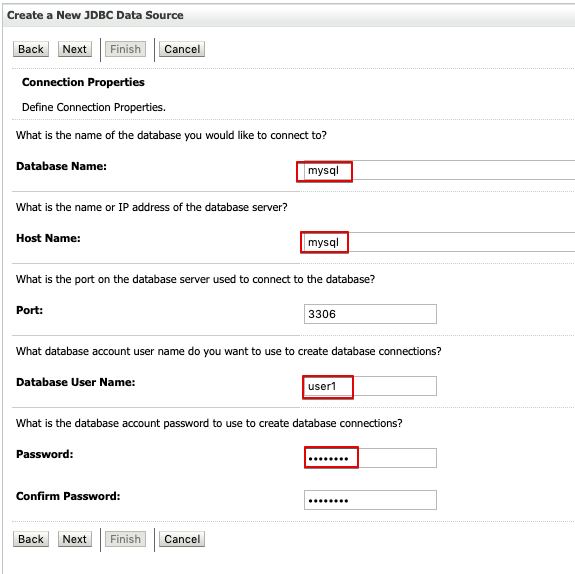 Create a New JDBC Data Source
Back Next Finish Cancel
Connection Properties
Define Connection Properties.
What is the name of the database you would like to connect to?
Database Name: mysql
What is the name or IP address of the database server?
Host Name: mysql
What is the port on the database server used to connect to the database?
Port: 3306
What database account user name do you want to use to create database connections?
Database User Name: user1
What is the database account password to use to create database connections?
Password: ••••••••
Confirm Password: ••••••••
Back Next Finish Cancel